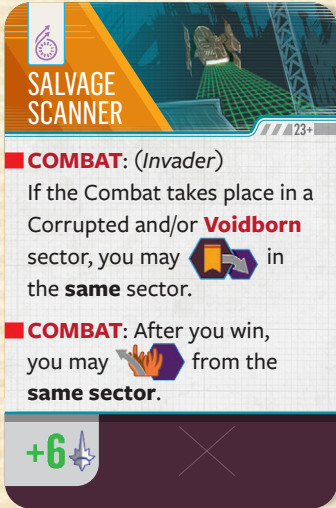 SALVAGE
SCANNER
23+
COMBAT: (Invader)
If the Combat takes place in a
Corrupted and/or Voidborn
sector, you may in
the same sector.
COMBAT: After you win,
you may from the
same sector.
+6